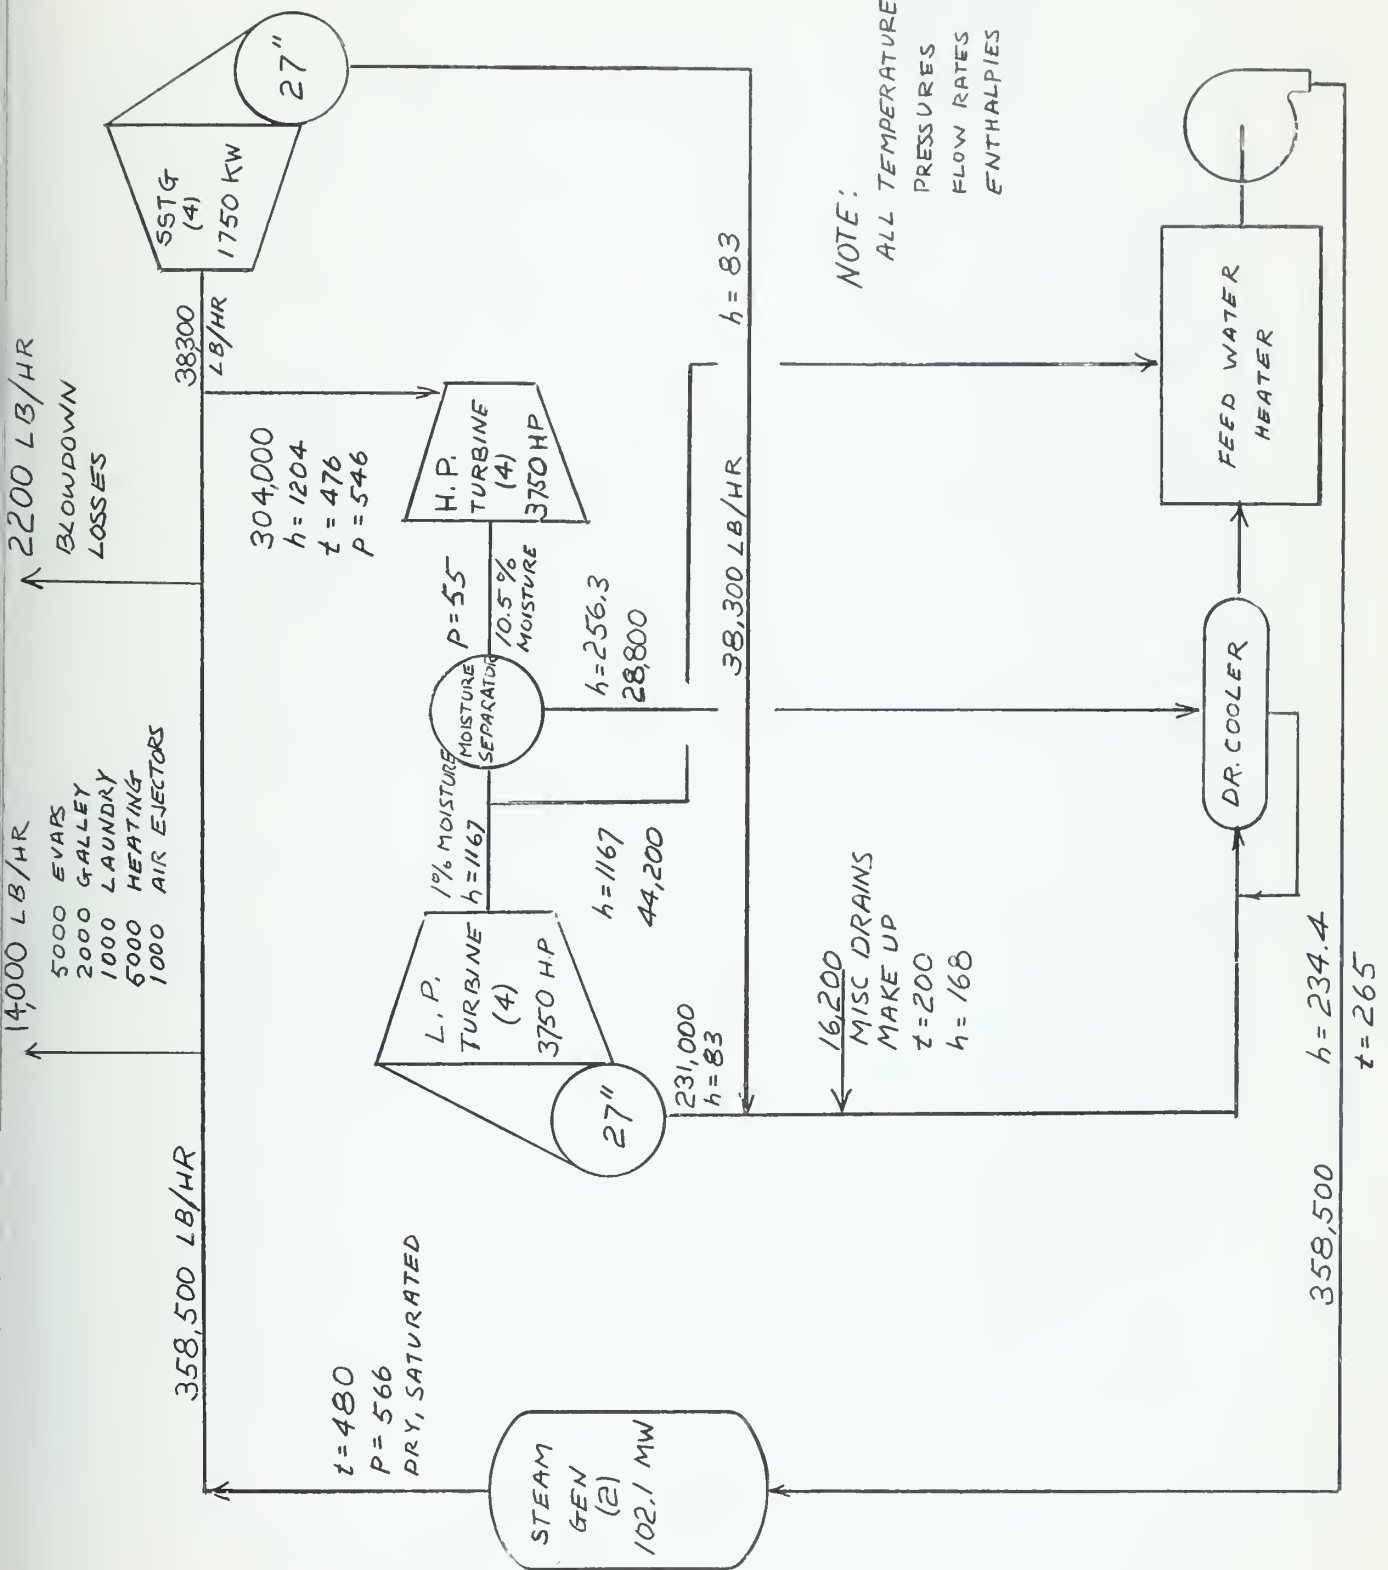 14,000 LB/HR
5000 EVAPS
2000 GALLEY
1000 LAUNDRY
5000 HEATING
1000 AIR EJECTORS
2200 LB/HR
BLOWDOWN
LOSSES
358,500 LB/HR
t = 480
P = 566
DRY, SATURATED
STEAM
GEN
(2)
102.1 MW
38300
LB/HR
SSTG
(4)
1750 KW
27"
304,000
h = 1204
t = 476
P = 546
H.P.
TURBINE
(4)
3750 HP
P = 55
10.5 %
MOISTURE
MOISTURE
SEPARATOR
1% MOISTURE
h = 1167
L. P.
TURBINE
(4)
3750 H.P
27"
h = 256.3
28,800
h = 1167
44,200
231,000
h = 83
38,300 LB/HR
h = 83
16,200
MISC DRAINS
MAKE UP
t = 200
h = 168
NOTE:
ALL TEMPERATURE
PRESSURES
FLOW RATES
ENTHALPIES
DR. COOLER
FEED WATER
HEATER
358,500
h = 234.4
t = 265